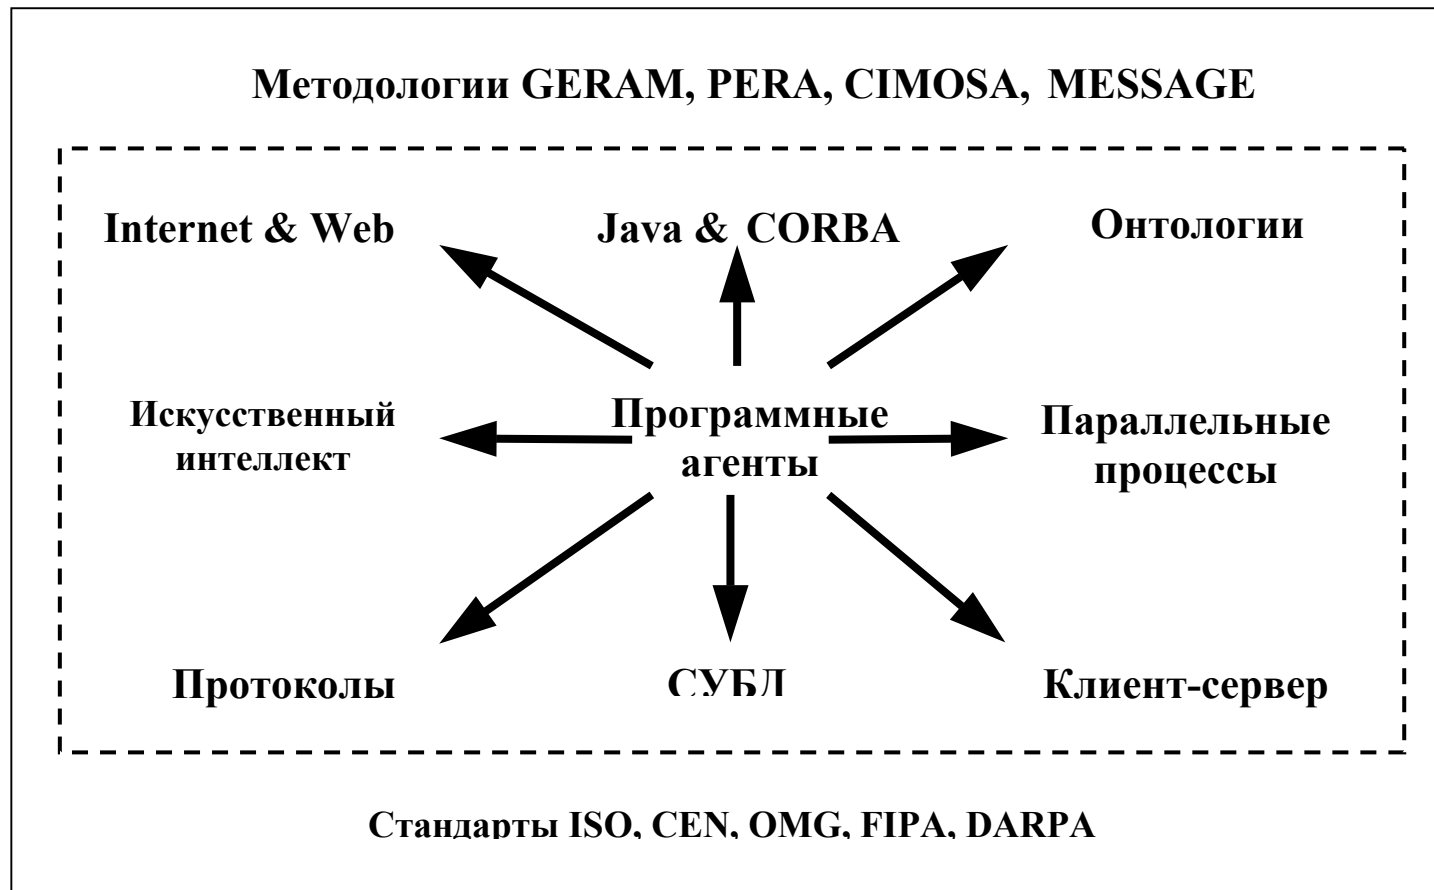 Методологии GERAM, PERA, CIMOSA, MESSAGE
Internet & Web
Java & CORBA
Онтологии
Искусственный
интеллект
Программные
агенты
Параллельные
процессы
Протоколы
СУБД
Клиент-сервер
Стандарты ISO, CEN, OMG, FIPA, DARPA